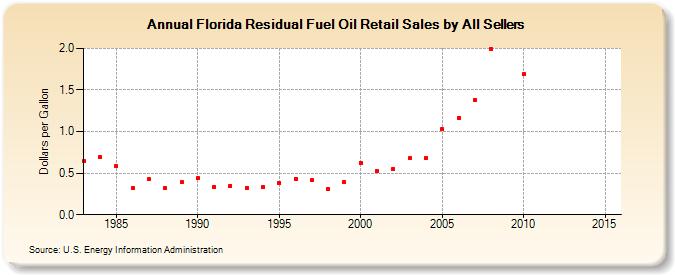 Annual Florida Residual Fuel Oil Retail Sales by All Sellers
Dollars per Gallon
2.0
1.5
1.0
0.5
0.0
1985 1990 1995 2000 2005 2010 2015
Source: U.S. Energy Information Administration